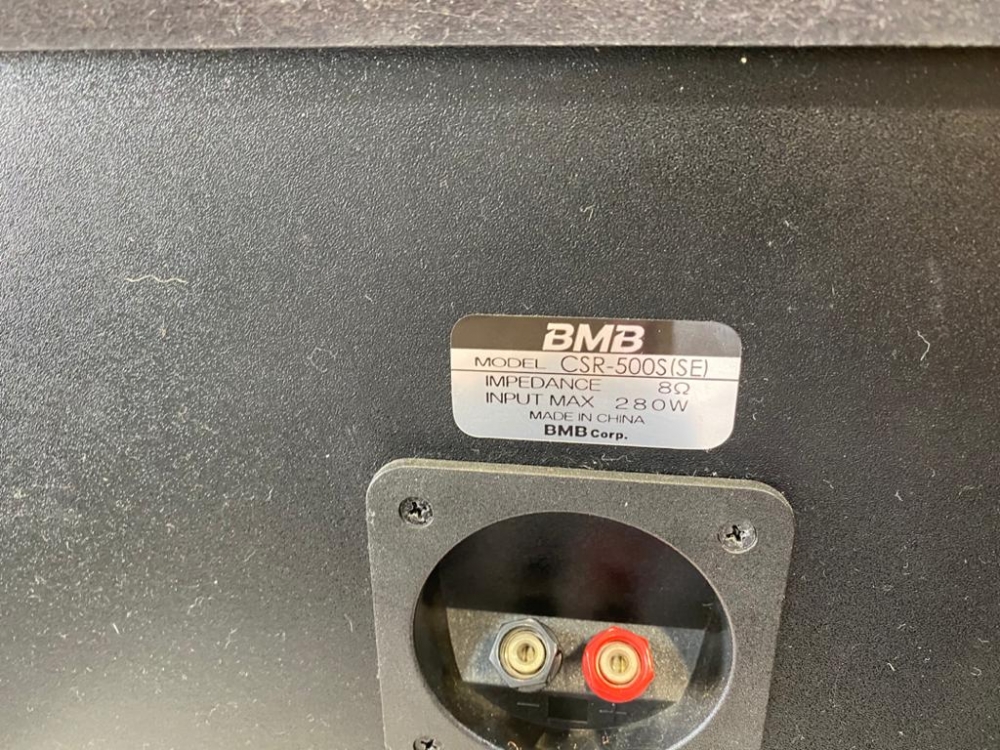 BMB
MODEL CSR-500S(SE)
IMPEDANCE 8Ω
INPUT MAX 280W
MADE IN CHINA
BMB Corp.